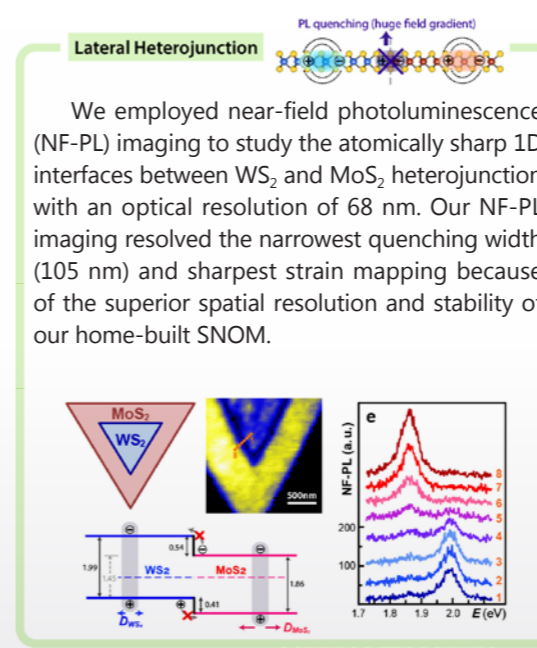 PL quenching (huge field gradient)
Lateral Heterojunction
We employed near-field photoluminescence
(NF-PL) imaging to study the atomically sharp 1D
interfaces between WS₂ and MoS₂ heterojunction
with an optical resolution of 68 nm. Our NF-PL
imaging resolved the narrowest quenching width
(105 nm) and sharpest strain mapping because
of the superior spatial resolution and stability of
our home-built SNOM.
MoS₂
WS₂
500nm
e
NF-PL (a.u.)
200
100
8
7
6
5
4
3
2
1
1.7 1.8 1.9 2.0 E (eV)
0.54
1.99
1.45
WS2
MoS2
1.86
0.41
D_WS₂
D_MoS₂